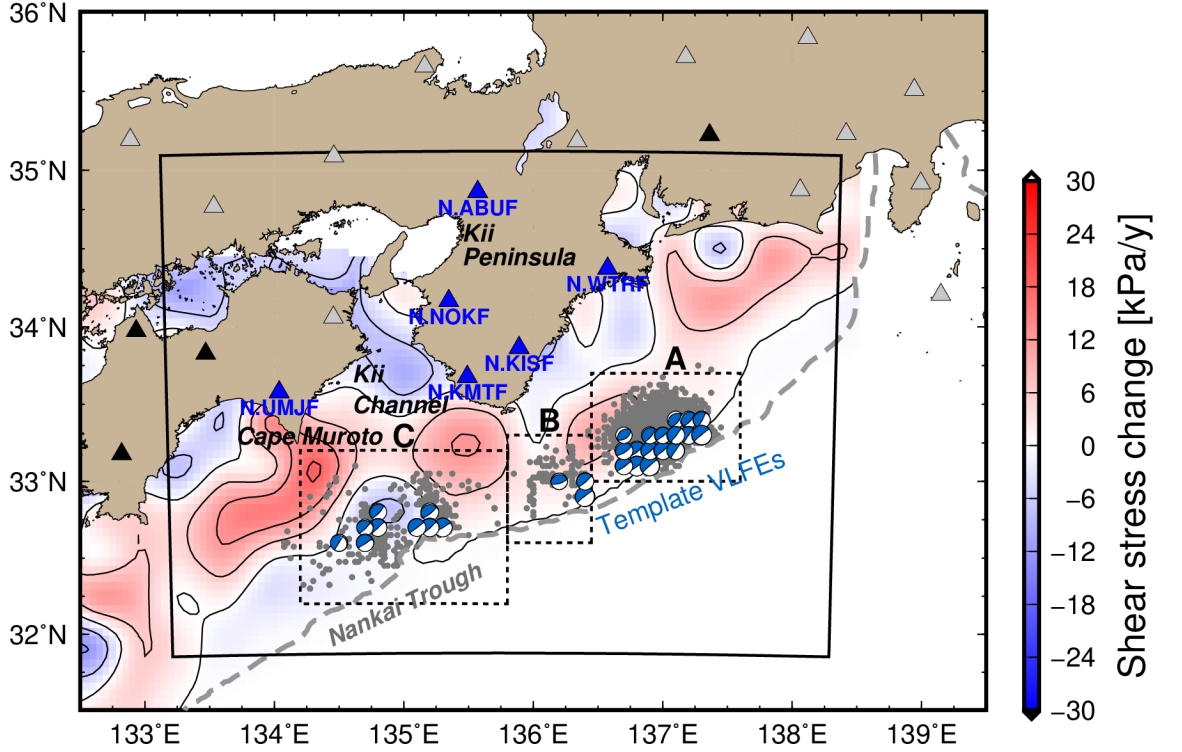 36˚N
35˚N
34˚N
33˚N
32˚N
N.ABUF
Kii
Peninsula
N.WTRF
N.NOKF
N.KISF
Kii
Channel
N.KMTF
N.UMJF
Cape Muroto
A
B
C
Template VLFEs
Nankai Trough
133˚E
134˚E
135˚E
136˚E
137˚E
138˚E
139˚E
30
24
18
12
6
0
−6
−12
−18
−24
−30
Shear stress change [kPa/y]